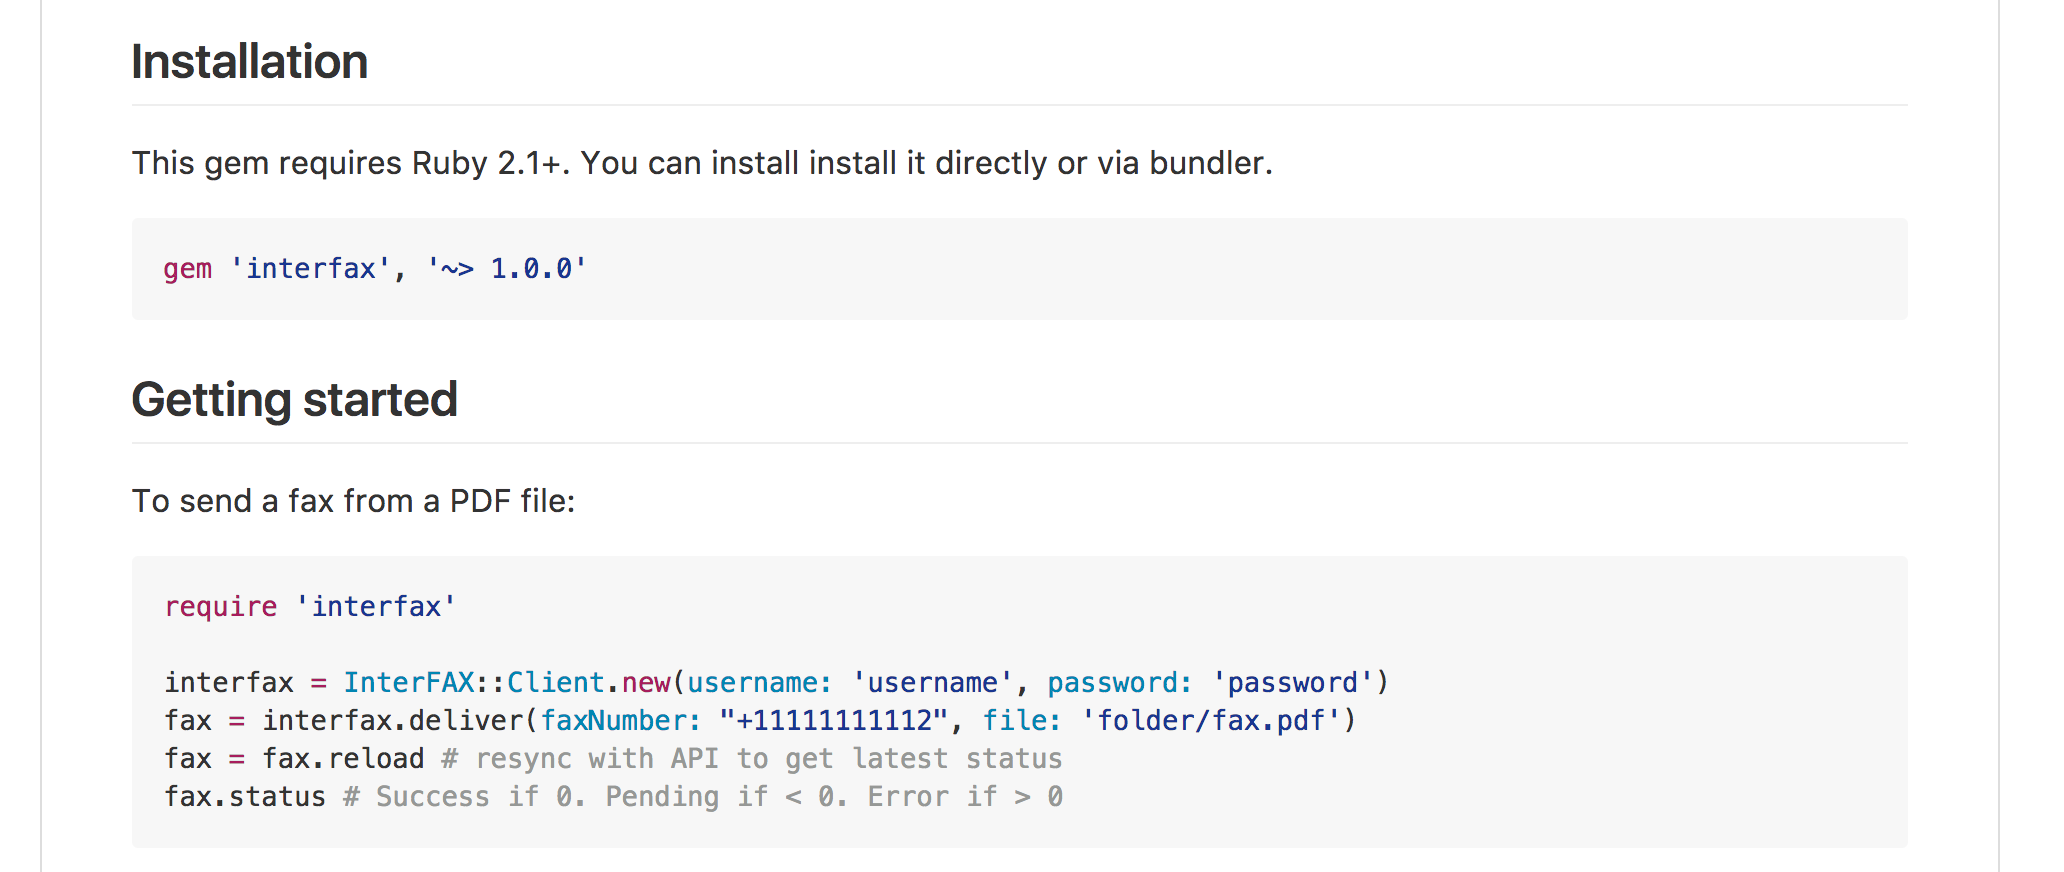 Installation
This gem requires Ruby 2.1+. You can install install it directly or via bundler.
gem 'interfax', '~> 1.0.0'
Getting started
To send a fax from a PDF file:
require 'interfax'
interfax = InterFAX::Client.new(username: 'username', password: 'password')
fax = interfax.deliver(faxNumber: "+11111111112", file: 'folder/fax.pdf')
fax = fax.reload # resync with API to get latest status
fax.status # Success if 0. Pending if < 0. Error if > 0